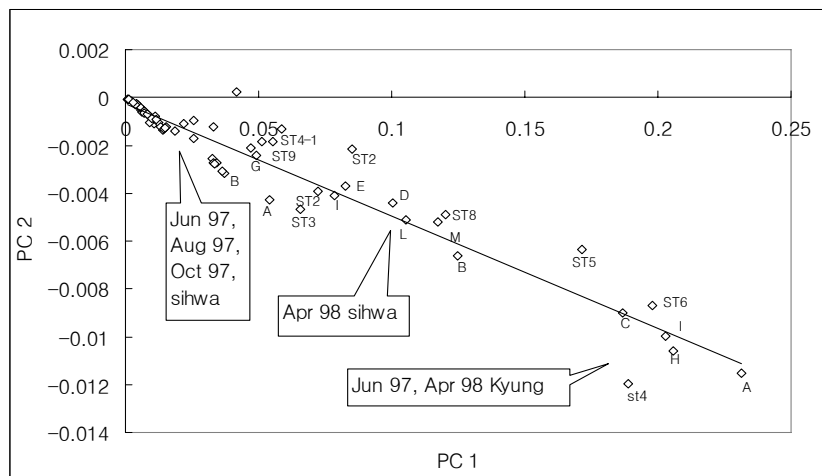 0.002
0
-0.002
-0.004
-0.006
-0.008
-0.01
-0.012
-0.014
PC 2
0 0.05 0.1 0.15 0.2 0.25
PC 1
ST4-1
ST9
G
ST2
B
A
ST2
ST3
I
E
D
L
ST8
M
B
ST5
ST6
C
I
H
A
st4
Jun 97,
Aug 97,
Oct 97,
sihwa
Apr 98 sihwa
Jun 97, Apr 98 Kyung